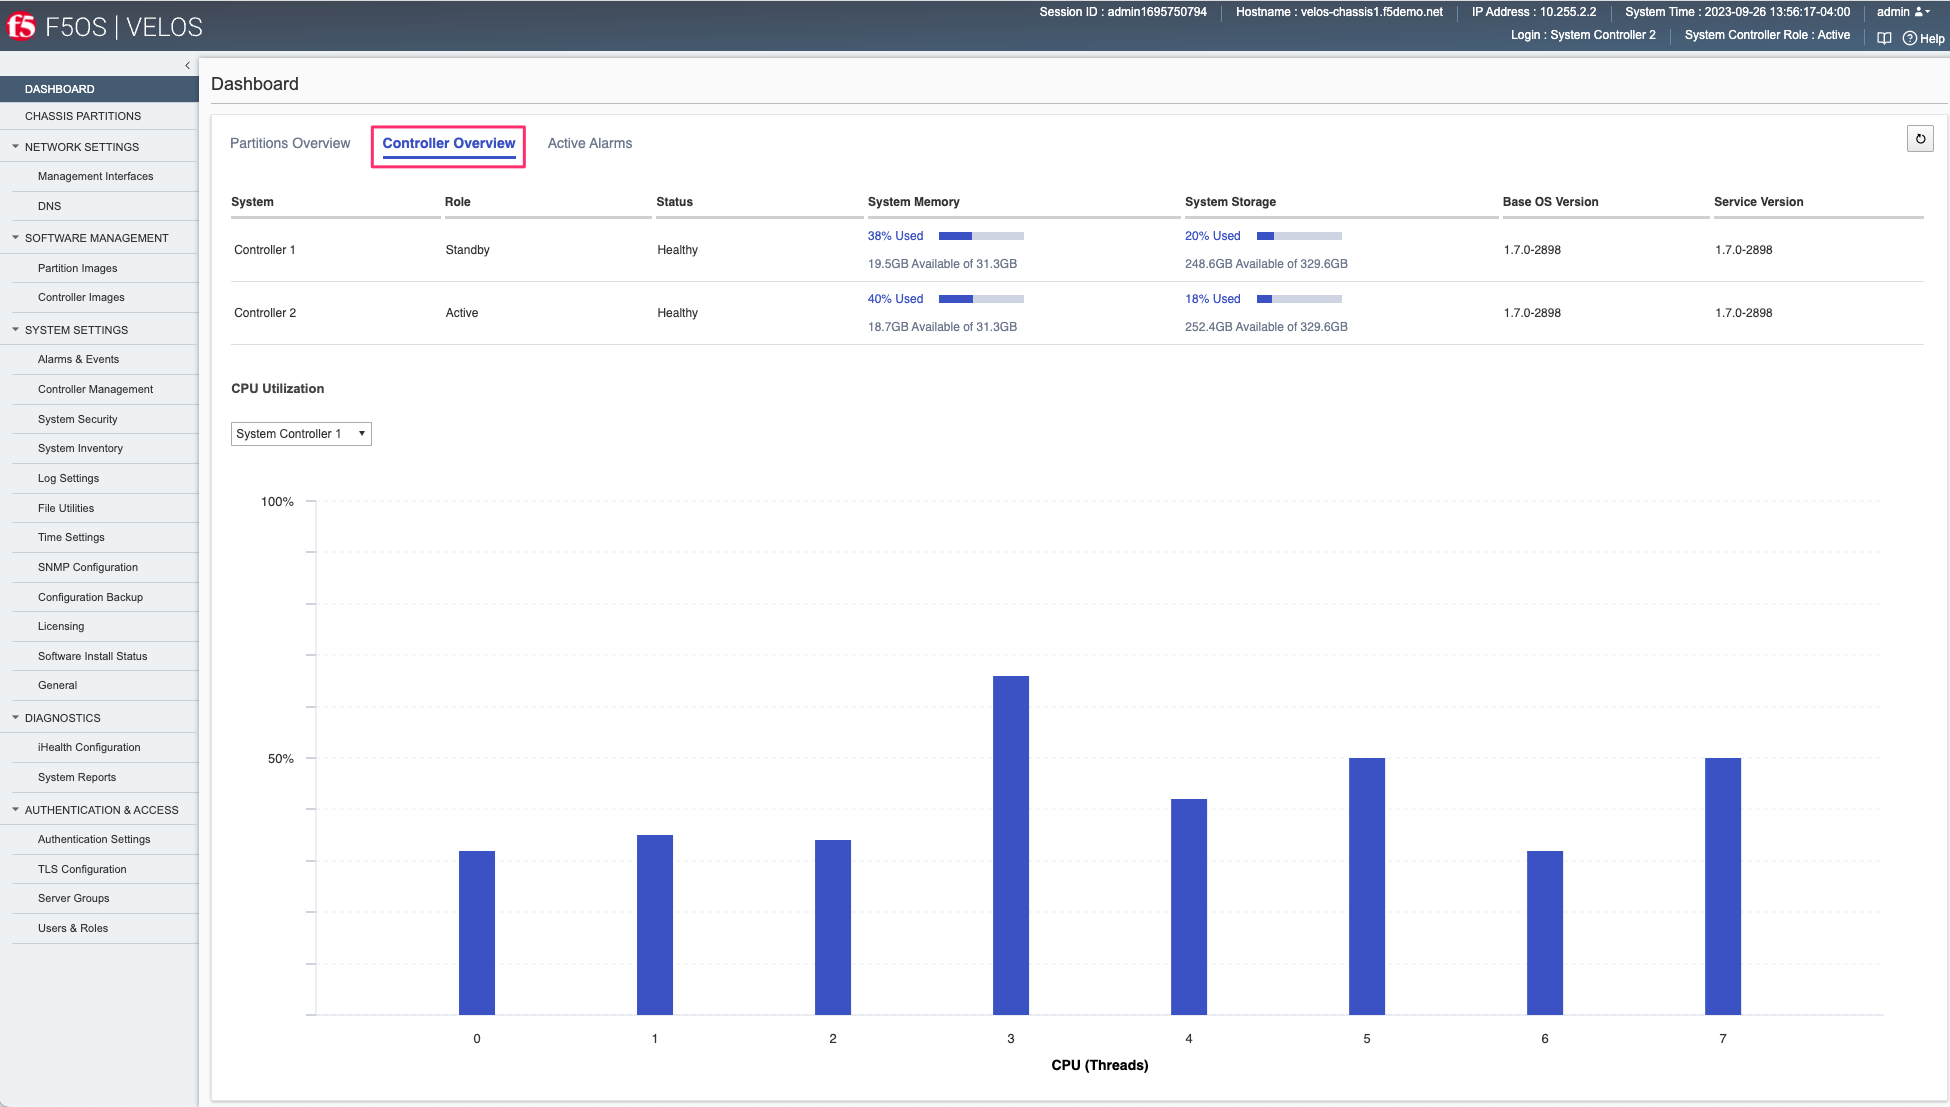 Session ID : admin1695750794 Hostname : velos-chassis1.f5demo.net IP Address : 10.255.2.2 System Time : 2023-09-26 13:56:17-04:00 admin
f5 F5OS | VELOS
Login : System Controller 2 System Controller Role : Active Help
DASHBOARD
CHASSIS PARTITIONS
NETWORK SETTINGS
Management Interfaces
DNS
SOFTWARE MANAGEMENT
Partition Images
Controller Images
SYSTEM SETTINGS
Alarms & Events
Controller Management
System Security
System Inventory
Log Settings
File Utilities
Time Settings
SNMP Configuration
Configuration Backup
Licensing
Software Install Status
General
DIAGNOSTICS
iHealth Configuration
System Reports
AUTHENTICATION & ACCESS
Authentication Settings
TLS Configuration
Server Groups
Users & Roles
Dashboard
Partitions Overview Controller Overview Active Alarms
System Role Status System Memory System Storage Base OS Version Service Version
38% Used 20% Used
Controller 1 Standby Healthy 1.7.0-2898 1.7.0-2898
19.5GB Available of 31.3GB 248.6GB Available of 329.6GB
40% Used 18% Used
Controller 2 Active Healthy 1.7.0-2898 1.7.0-2898
18.7GB Available of 31.3GB 252.4GB Available of 329.6GB
CPU Utilization
System Controller 1
100%
50%
0 1 2 3 4 5 6 7
CPU (Threads)